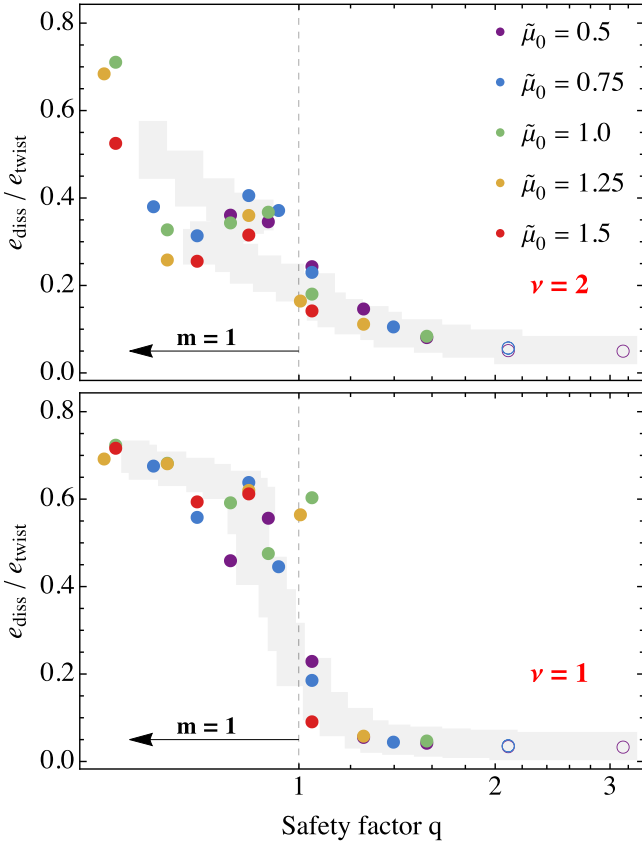 0.8
0.6
0.4
0.2
0.0
e_diss / e_twist
μ̃₀ = 0.5
μ̃₀ = 0.75
μ̃₀ = 1.0
μ̃₀ = 1.25
μ̃₀ = 1.5
ν = 2
m = 1
0.8
0.6
0.4
0.2
0.0
e_diss / e_twist
ν = 1
m = 1
1
2
3
Safety factor q